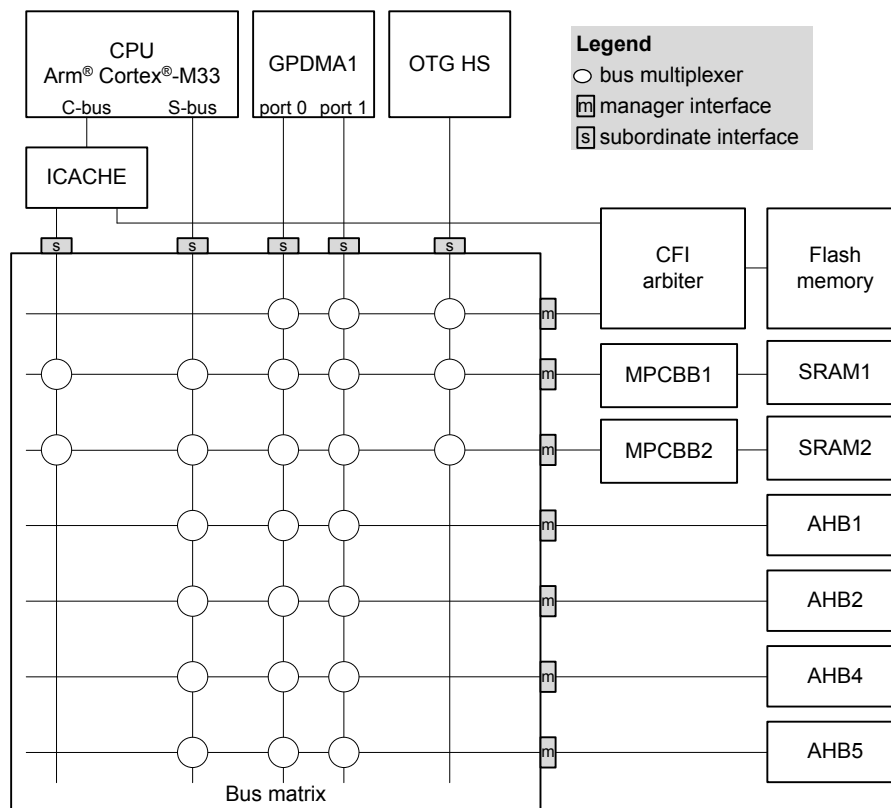 CPU
Arm® Cortex®-M33
C-bus
S-bus
GPDMA1
port 0
port 1
OTG HS
Legend
bus multiplexer
m manager interface
s subordinate interface
ICACHE
s
s
s
s
s
CFI
arbiter
Flash
memory
m
m
MPCBB1
SRAM1
m
MPCBB2
SRAM2
m
AHB1
m
AHB2
m
AHB4
m
AHB5
Bus matrix